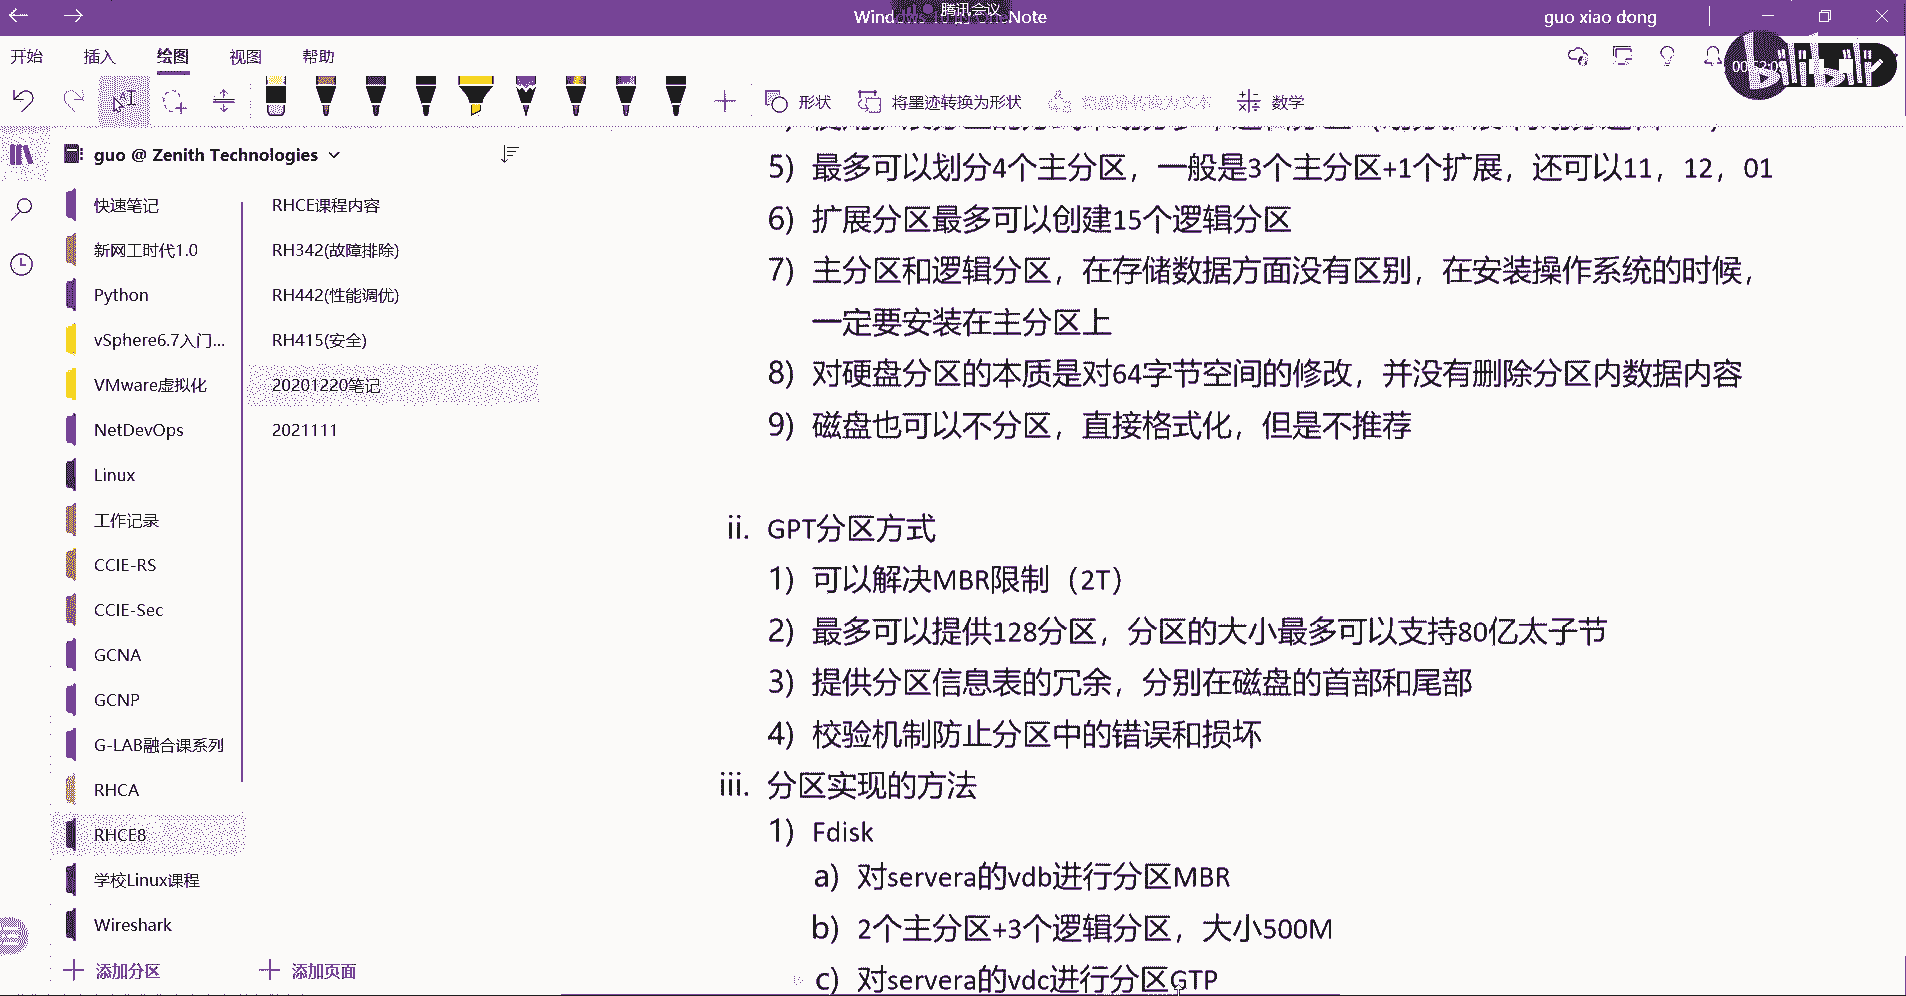 腾讯会议
guo xiao dong
开始 插入 绘图 视图 帮助
形状 将墨迹转换为形状 数学
guo @ Zenith Technologies
快速笔记
新网工时代1.0
Python
vSphere6.7入门...
VMware虚拟化
NetDevOps
Linux
工作记录
CCIE-RS
CCIE-Sec
GCNA
GCNP
G-LAB融合课系列
RHCA
RHCE8
学校Linux课程
Wireshark
添加分区
RHCE课程内容
RH342(故障排除)
RH442(性能调优)
RH415(安全)
20201220笔记
2021111
添加页面
5) 最多可以划分4个主分区，一般是3个主分区+1个扩展，还可以11，12，01
6) 扩展分区最多可以创建15个逻辑分区
7) 主分区和逻辑分区，在存储数据方面没有区别，在安装操作系统的时候，
一定要安装在主分区上
8) 对硬盘分区的本质是对64字节空间的修改，并没有删除分区内数据内容
9) 磁盘也可以不分区，直接格式化，但是不推荐
ii. GPT分区方式
1) 可以解决MBR限制（2T）
2) 最多可以提供128分区，分区的大小最多可以支持80亿太子节
3) 提供分区信息表的冗余，分别在磁盘的首部和尾部
4) 校验机制防止分区中的错误和损坏
iii. 分区实现的方法
1) Fdisk
a) 对servera的vdb进行分区MBR
b) 2个主分区+3个逻辑分区，大小500M
c) 对servera的vdc进行分区GTP